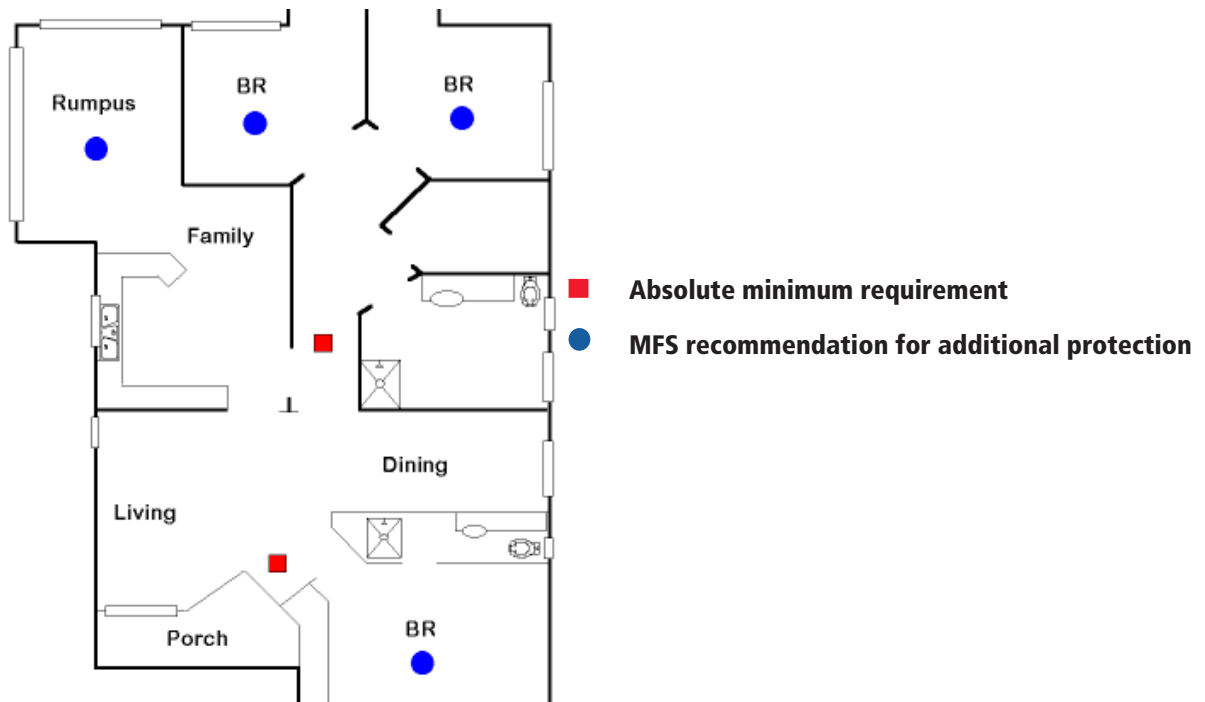 BR
BR
Rumpus
Family
Absolute minimum requirement
MFS recommendation for additional protection
Dining
Living
BR
Porch